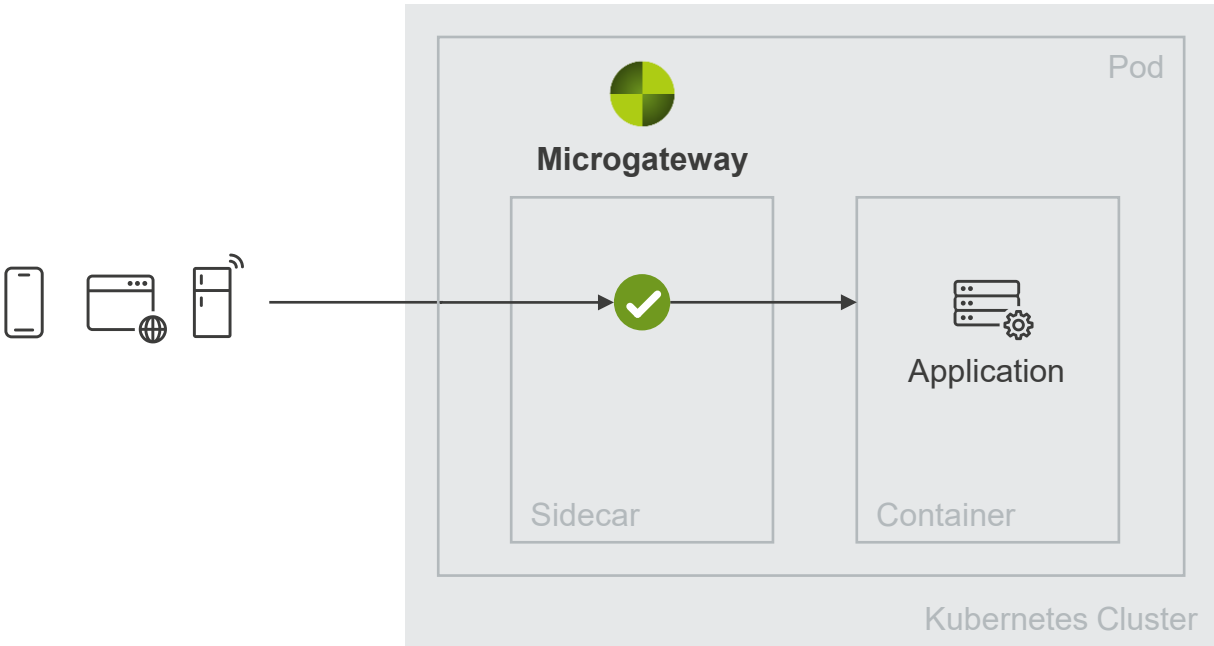 Pod
Microgateway
Application
Sidecar
Container
Kubernetes Cluster